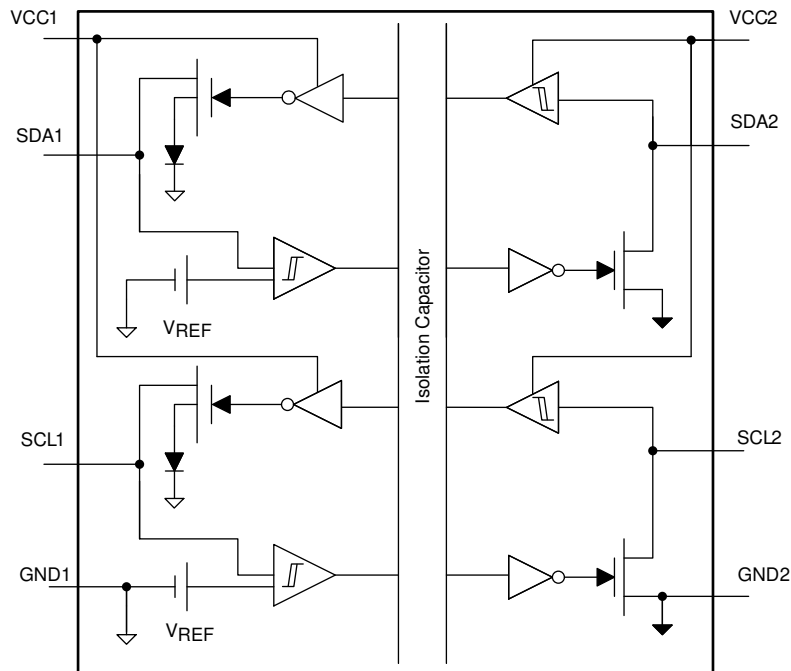 VCC1
VCC2
SDA1
SDA2
VREF
Isolation Capacitor
SCL1
SCL2
GND1
GND2
VREF